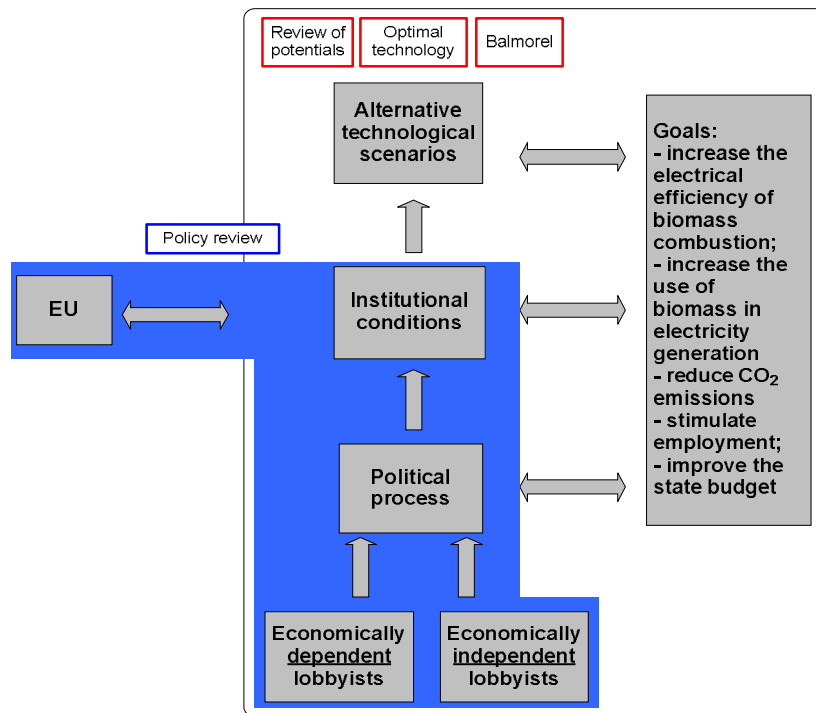 Review of
potentials
Optimal
technology
Balmorel
Alternative
technological
scenarios
Goals:
- increase the
electrical
efficiency of
biomass
combustion;
- increase the
use of
biomass in
electricity
generation
- reduce CO₂
emissions
- stimulate
employment;
- improve the
state budget
Policy review
EU
Institutional
conditions
Political
process
Economically
dependent
lobbyists
Economically
independent
lobbyists